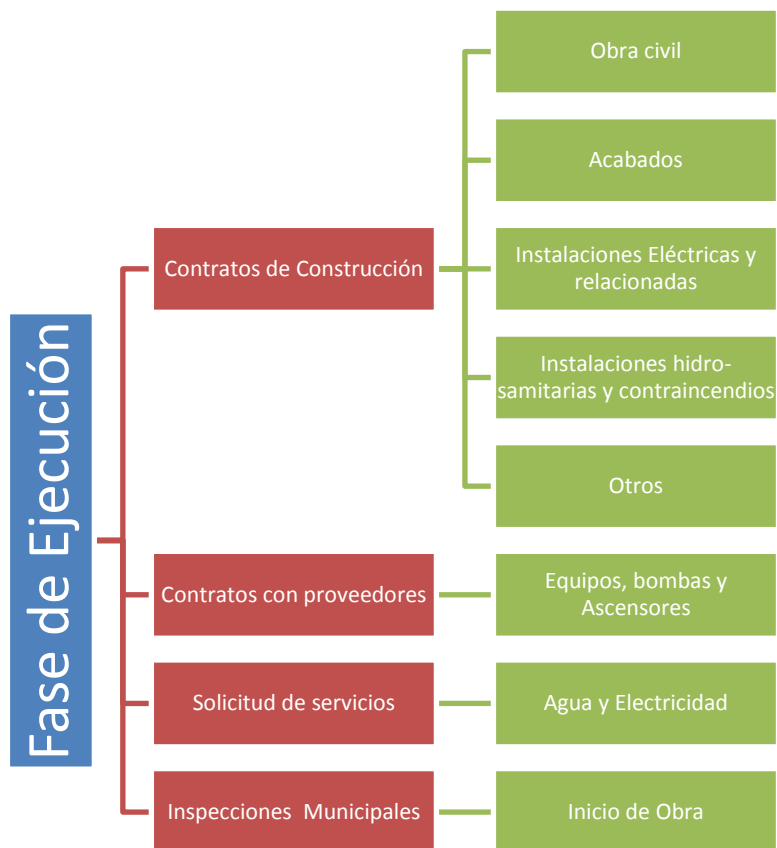 Fase de Ejecución
Contratos de Construcción
Obra civil
Acabados
Instalaciones Eléctricas y
relacionadas
Instalaciones hidro-
sanitarias y contraincendios
Otros
Contratos con proveedores
Equipos, bombas y
Ascensores
Solicitud de servicios
Agua y Electricidad
Inspecciones  Municipales
Inicio de Obra